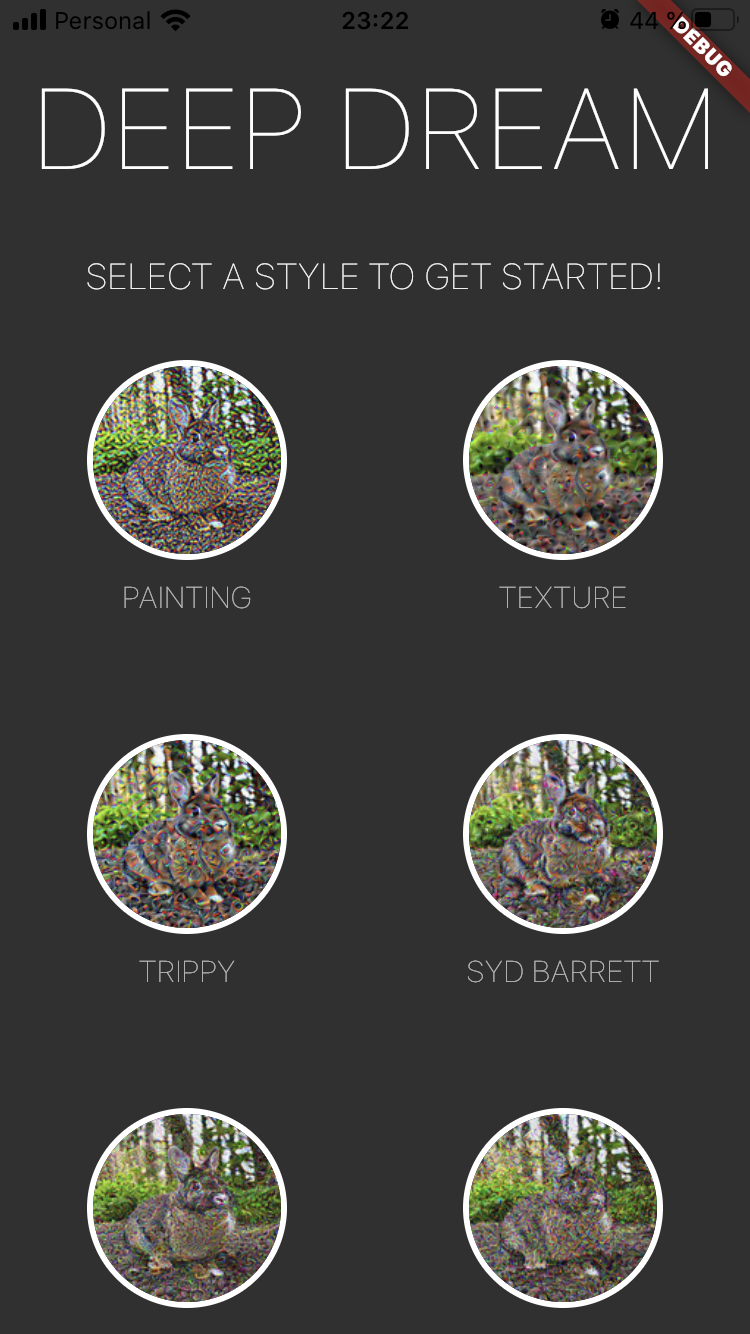 Personal 23:22 44 %
DEBUG
DEEP DREAM
SELECT A STYLE TO GET STARTED!
PAINTING TEXTURE
TRIPPY SYD BARRETT